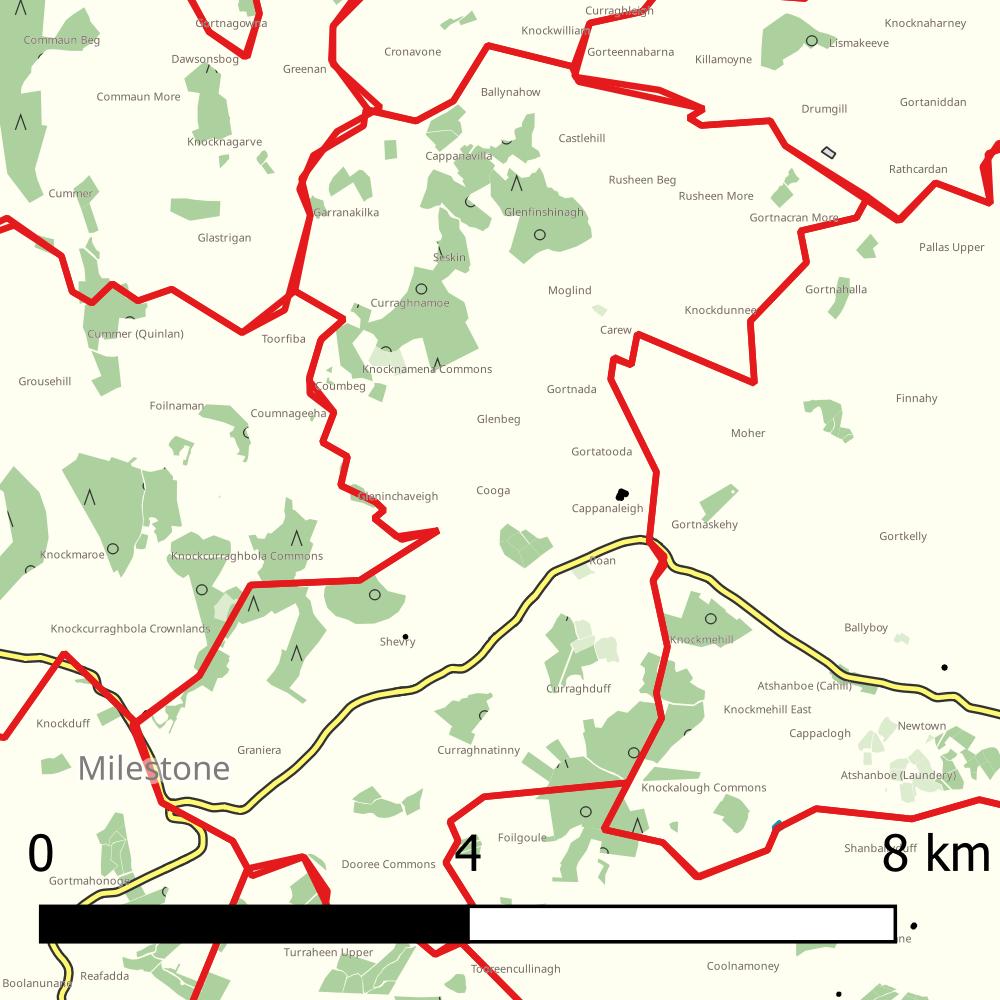 Curraghleigh
Gortnagowna
Knockwilliam
Knocknaharney
Commaun Beg
Lismakeeve
Cronavone
Gorteennabarna
Dawsonsbog
Killamoyne
Greenan
Ballynahow
Commaun More
Gortaniddan
Drumgill
Castlehill
Knocknagarve
Cappanavilla
Rathcardan
Rusheen Beg
Cummer
Rusheen More
Garranakilka
Glenfinshinagh
Gortnacran More
Glastrigan
Pallas Upper
Seskin
Moglind
Gortnahalla
Curraghnamoe
Knockdunnee
Carew
Cummer (Quinlan)
Toorfiba
Knocknamena Commons
Grousehill
Coumbeg
Gortnada
Finnahy
Foilnaman
Coumnageeha
Glenbeg
Moher
Gortatooda
Cooga
Gleninchaveigh
Cappanaleigh
Gortnaskehy
Gortkelly
Knockmaroe
Knockcurraghbola Commons
Roan
Knockcurraghbola Crownlands
Ballyboy
Shevry
Knockmehill
Curraghduff
Atshanboe (Cahill)
Knockmehill East
Knockduff
Newtown
Cappaclogh
Graniera
Curraghnatinny
Milestone
Atshanboe (Laundery)
Knockalough Commons
Foilgoule
0
4
8 km
Dooree Commons
Gortmahonoge
Turraheen Upper
Coolnamoney
Tooreencullinagh
Reafadda
Boolanunane